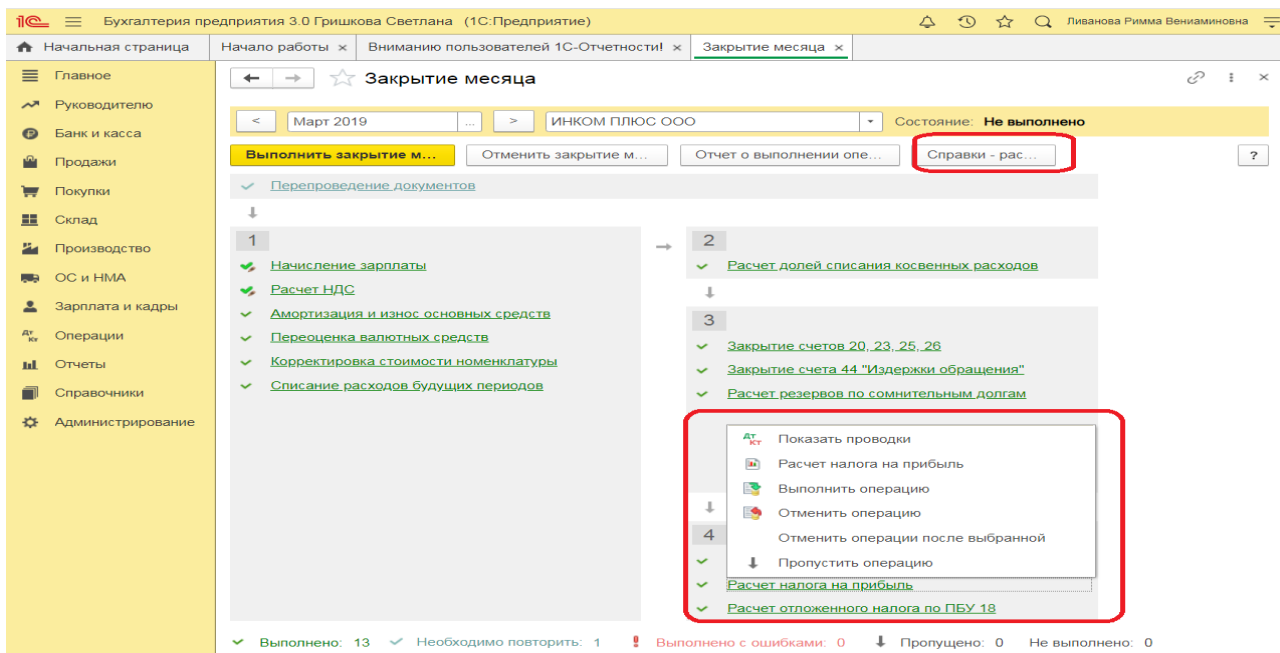 Бухгалтерия предприятия 3.0 Гришкова Светлана (1С:Предприятие) Ливанова Римма Вениаминовна
Начальная страница Начало работы × Вниманию пользователей 1С-Отчетности! × Закрытие месяца ×
Главное
Руководителю
Банк и касса
Продажи
Покупки
Склад
Производство
ОС и НМА
Зарплата и кадры
Операции
Отчеты
Справочники
Администрирование
Закрытие месяца
< Март 2019 ... > ИНКОМ ПЛЮС ООО Состояние: Не выполнено
Выполнить закрытие м... Отменить закрытие м... Отчет о выполнении опе... Справки - рас... ?
Перепроведение документов
1
Начисление зарплаты
Расчет НДС
Амортизация и износ основных средств
Переоценка валютных средств
Корректировка стоимости номенклатуры
Списание расходов будущих периодов
2
Расчет долей списания косвенных расходов
3
Закрытие счетов 20, 23, 25, 26
Закрытие счета 44 "Издержки обращения"
Расчет резервов по сомнительным долгам
Дт Кт Показать проводки
Расчет налога на прибыль
Выполнить операцию
Отменить операцию
Отменить операции после выбранной
Пропустить операцию
4
Расчет налога на прибыль
Расчет отложенного налога по ПБУ 18
Выполнено: 13 Необходимо повторить: 1 Выполнено с ошибками: 0 Пропущено: 0 Не выполнено: 0